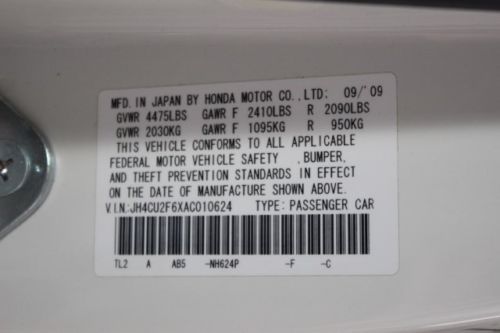 MFD. IN JAPAN BY HONDA MOTOR CO., LTD: 09/'09
GVWR 4475LBS GAWR F 2410LBS R 2090LBS
GVWR 2030KG GAWR F 1095KG R 950KG
THIS VEHICLE CONFORMS TO ALL APPLICABLE
FEDERAL MOTOR VEHICLE SAFETY , BUMPER,
AND THEFT PREVENTION STANDARDS IN EFFECT
ON THE DATE OF MANUFACTURE SHOWN ABOVE.
V.I.N: JH4CU2F6XAC010624 TYPE: PASSENGER CAR
TL2 A AB5 -NH624P -F -C